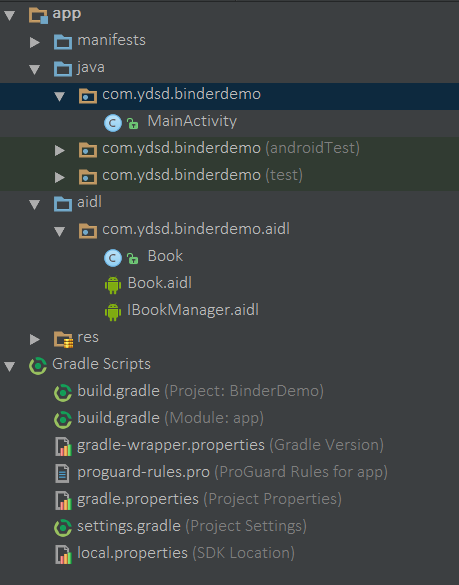 app
manifests
java
com.ydsd.binderdemo
C MainActivity
com.ydsd.binderdemo (androidTest)
com.ydsd.binderdemo (test)
aidl
com.ydsd.binderdemo.aidl
C Book
Book.aidl
IBookManager.aidl
res
Gradle Scripts
build.gradle (Project: BinderDemo)
build.gradle (Module: app)
gradle-wrapper.properties (Gradle Version)
proguard-rules.pro (ProGuard Rules for app)
gradle.properties (Project Properties)
settings.gradle (Project Settings)
local.properties (SDK Location)